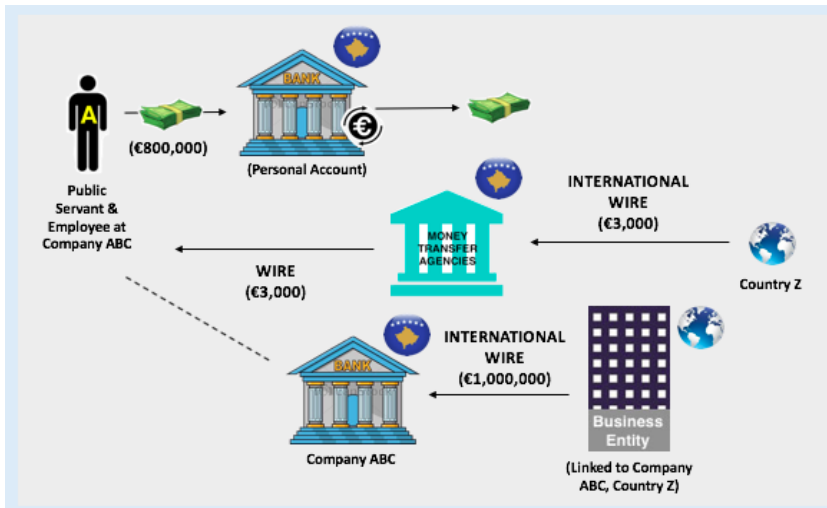 BANK
A
(€800,000)
€
(Personal Account)
Public
Servant &
Employee at
Company ABC
INTERNATIONAL
WIRE
(€3,000)
MONEY
TRANSFER
AGENCIES
WIRE
(€3,000)
Country Z
INTERNATIONAL
WIRE
(€1,000,000)
BANK
Company ABC
Business
Entity
(Linked to Company
ABC, Country Z)